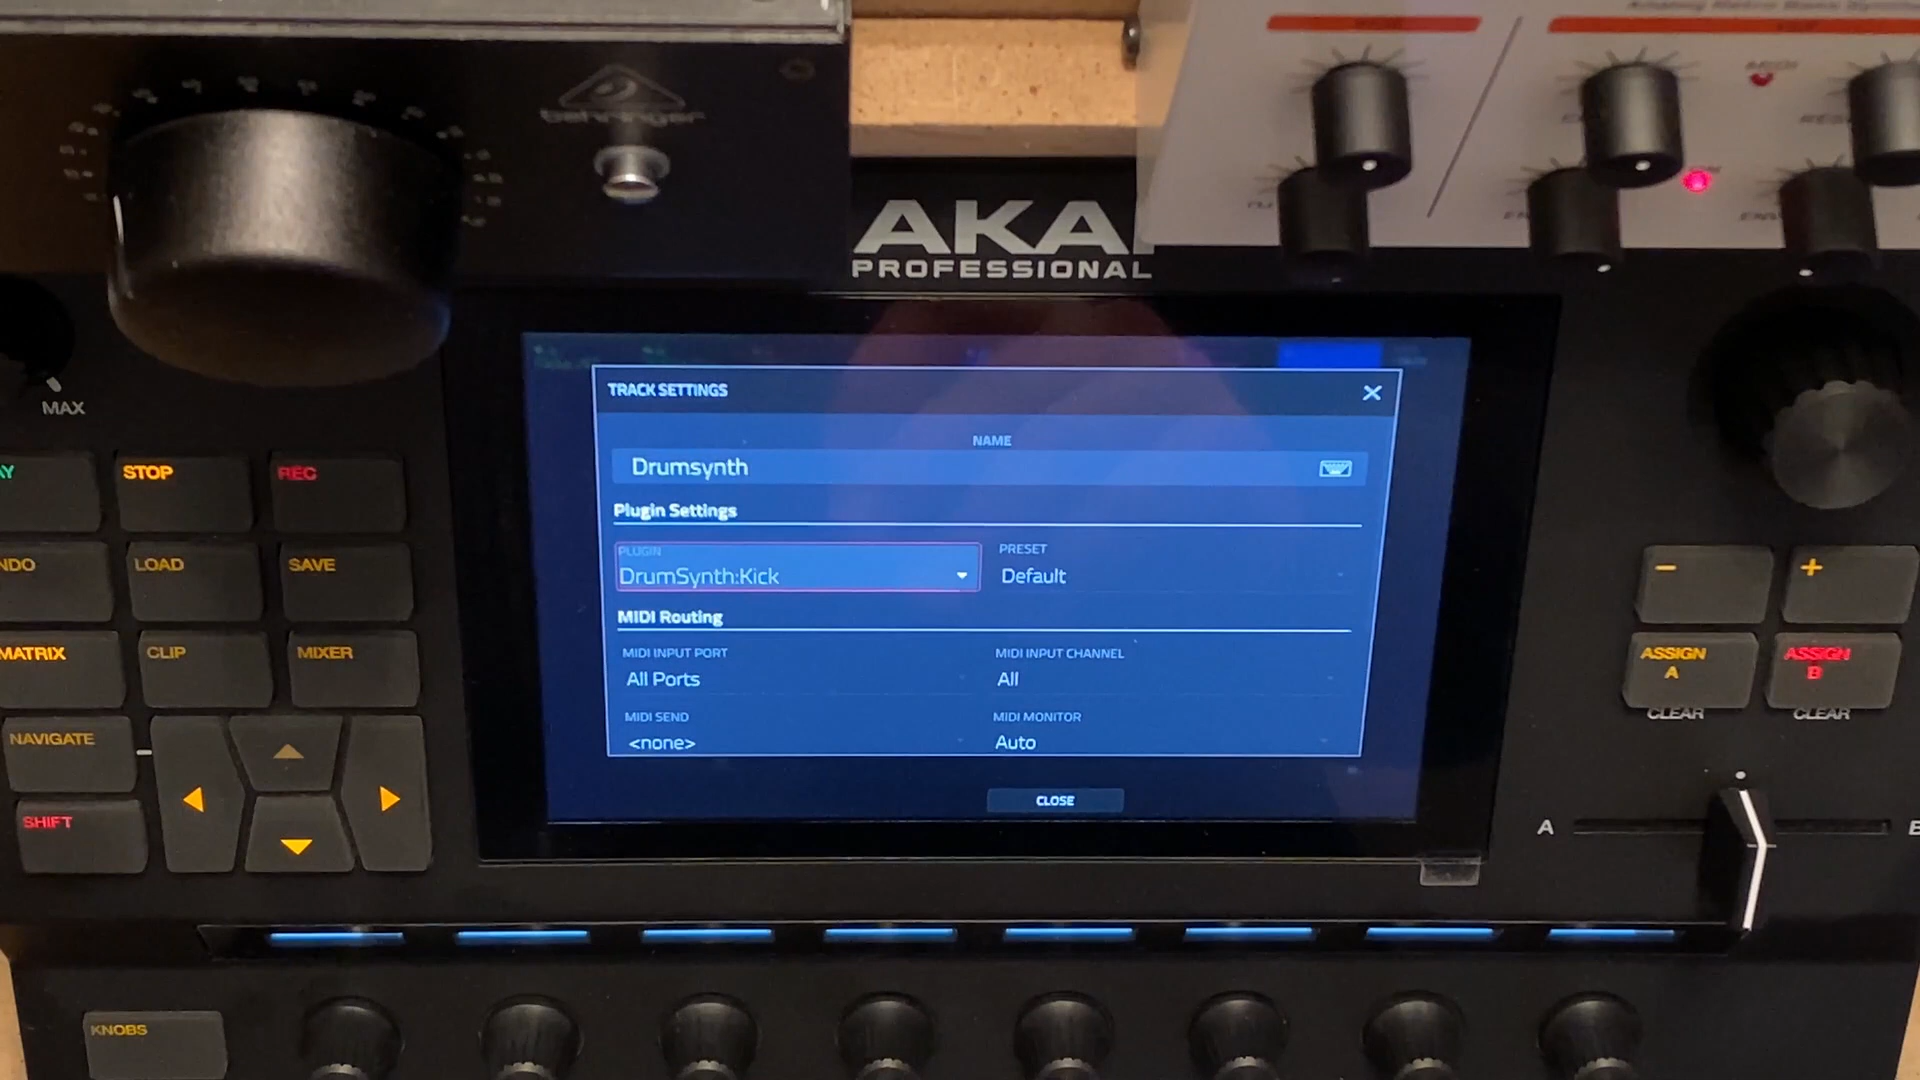 behringer
AKAI
PROFESSIONAL
MAX
STOP
REC
LOAD
SAVE
MATRIX
CLIP
MIXER
NAVIGATE
SHIFT
KNOBS
TRACK SETTINGS
NAME
Drumsynth
Plugin Settings
PLUGIN
PRESET
DrumSynth:Kick
Default
MIDI Routing
MIDI INPUT PORT
MIDI INPUT CHANNEL
All Ports
All
MIDI SEND
MIDI MONITOR
<none>
Auto
CLOSE
ASSIGN
A
CLEAR
ASSIGN
B
CLEAR
A